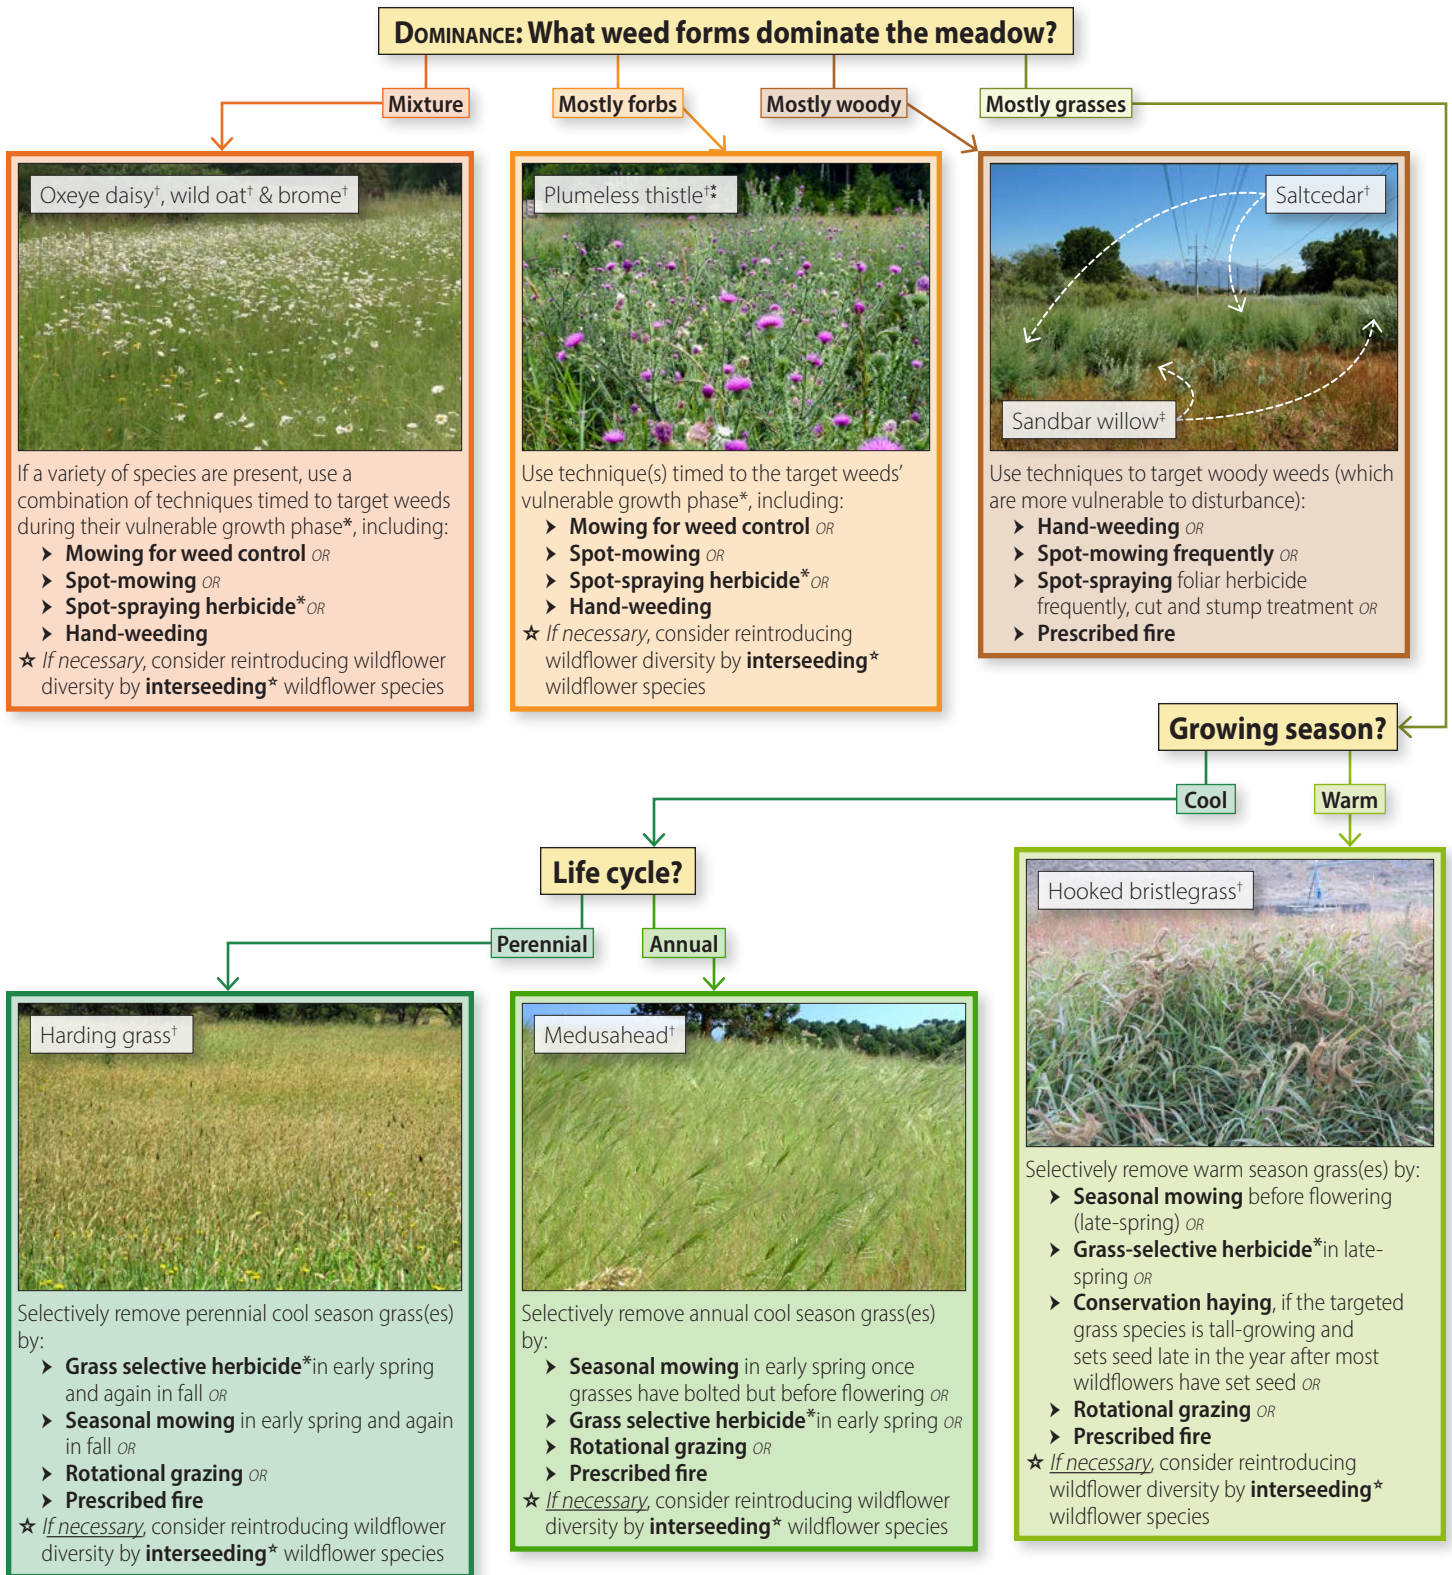 DOMINANCE: What weed forms dominate the meadow?
Mixture
Mostly forbs
Mostly woody
Mostly grasses
Oxeye daisy†, wild oat† & brome†
If a variety of species are present, use a
combination of techniques timed to target weeds
during their vulnerable growth phase*, including:
➤ Mowing for weed control OR
➤ Spot-mowing OR
➤ Spot-spraying herbicide* OR
➤ Hand-weeding
☆ If necessary, consider reintroducing wildflower
diversity by interseeding☆ wildflower species
Plumeless thistle†⁑
Use technique(s) timed to the target weeds'
vulnerable growth phase*, including:
➤ Mowing for weed control OR
➤ Spot-mowing OR
➤ Spot-spraying herbicide* OR
➤ Hand-weeding
☆ If necessary, consider reintroducing
wildflower diversity by interseeding☆
wildflower species
Saltcedar†
Sandbar willow‡
Use techniques to target woody weeds (which
are more vulnerable to disturbance):
➤ Hand-weeding OR
➤ Spot-mowing frequently OR
➤ Spot-spraying foliar herbicide
frequently, cut and stump treatment OR
➤ Prescribed fire
Growing season?
Cool
Warm
Life cycle?
Perennial
Annual
Harding grass†
Selectively remove perennial cool season grass(es)
by:
➤ Grass selective herbicide* in early spring
and again in fall OR
➤ Seasonal mowing in early spring and again
in fall OR
➤ Rotational grazing OR
➤ Prescribed fire
☆ If necessary, consider reintroducing wildflower
diversity by interseeding☆ wildflower species
Medusahead†
Selectively remove annual cool season grass(es)
by:
➤ Seasonal mowing in early spring once
grasses have bolted but before flowering OR
➤ Grass selective herbicide* in early spring OR
➤ Rotational grazing OR
➤ Prescribed fire
☆ If necessary, consider reintroducing wildflower
diversity by interseeding☆ wildflower species
Hooked bristlegrass†
Selectively remove warm season grass(es) by:
➤ Seasonal mowing before flowering
(late-spring) OR
➤ Grass-selective herbicide* in late-
spring OR
➤ Conservation haying, if the targeted
grass species is tall-growing and
sets seed late in the year after most
wildflowers have set seed OR
➤ Rotational grazing OR
➤ Prescribed fire
☆ If necessary, consider reintroducing
wildflower diversity by interseeding☆
wildflower species